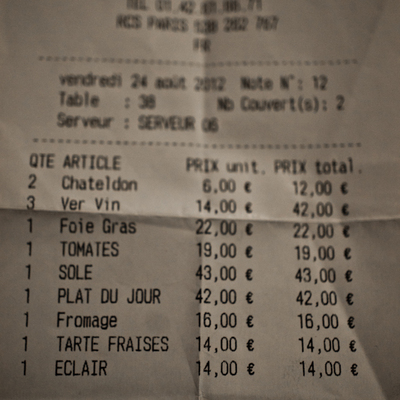 RCS PARIS
FR
vendredi 24 août 2012 Note N°: 12
Table : 38 Nb Couvert(s): 2
Serveur : SERVEUR 06
QTE ARTICLE PRIX unit. PRIX total.
2 Chateldon 6,00 € 12,00 €
3 Ver Vin 14,00 € 42,00 €
1 Foie Gras 22,00 € 22,00 €
1 TOMATES 19,00 € 19,00 €
1 SOLE 43,00 € 43,00 €
1 PLAT DU JOUR 42,00 € 42,00 €
1 Fromage 16,00 € 16,00 €
1 TARTE FRAISES 14,00 € 14,00 €
1 ECLAIR 14,00 € 14,00 €